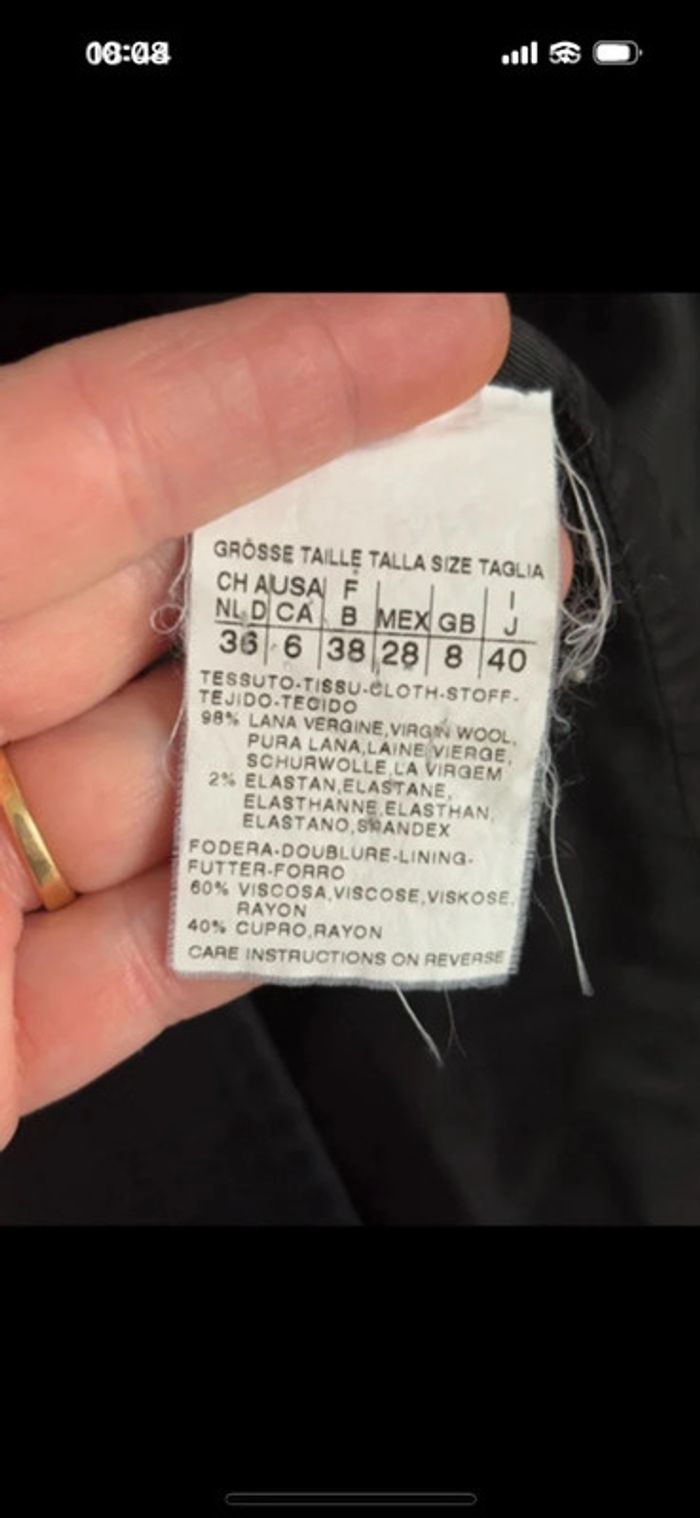 GRÖSSE TAILLE TALLA SIZE TAGLIA
CH A USA F I
NL D CA B MEX GB J
36 6 38 28 8 40
TESSUTO-TISSU-CLOTH-STOFF-
TEJIDO-TECIDO
98% LANA VERGINE,VIRGIN WOOL,
PURA LANA,LAINE VIERGE,
SCHURWOLLE,LA VIRGEM
2% ELASTAN,ELASTANE,
ELASTHANNE,ELASTHAN,
ELASTANO,SPANDEX
FODERA-DOUBLURE-LINING-
FUTTER-FORRO
60% VISCOSA,VISCOSE,VISKOSE,
RAYON
40% CUPRO,RAYON
CARE INSTRUCTIONS ON REVERSE